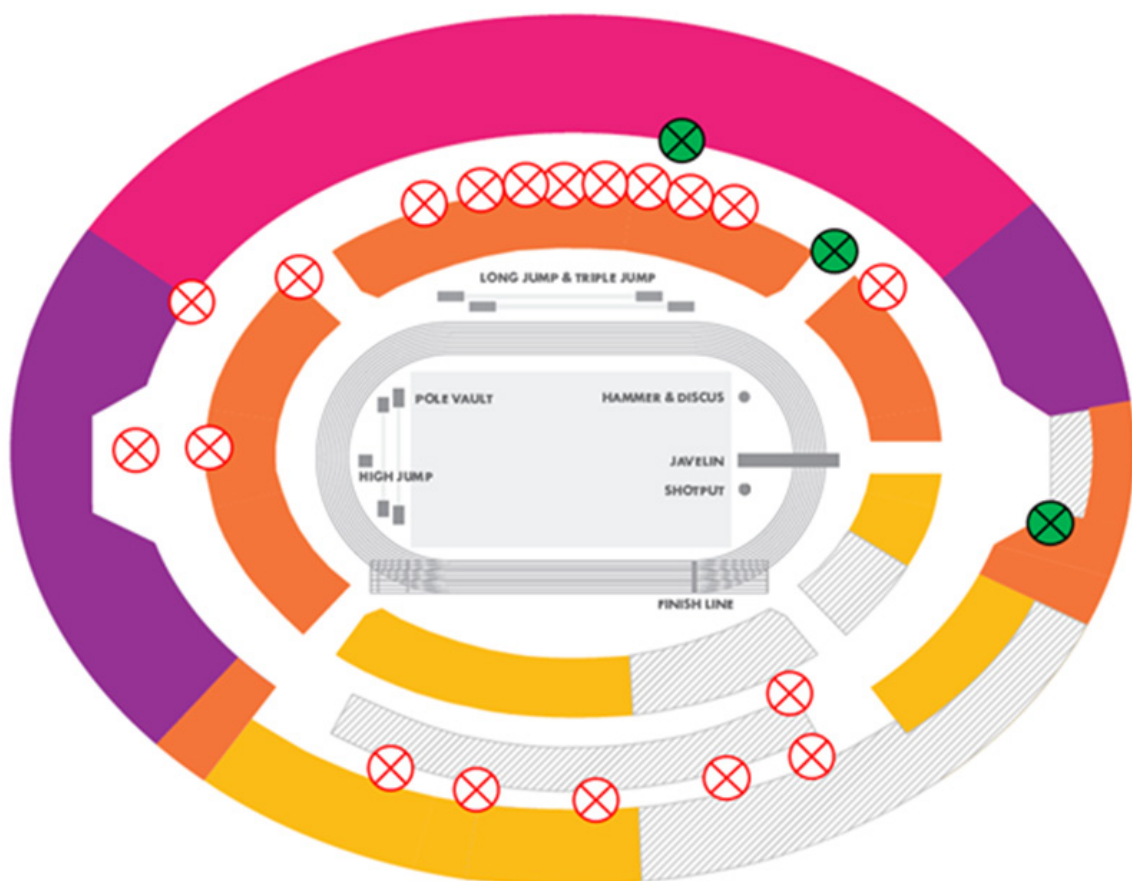 LONG JUMP & TRIPLE JUMP
POLE VAULT
HAMMER & DISCUS
JAVELIN
HIGH JUMP
SHOTPUT
FINISH LINE